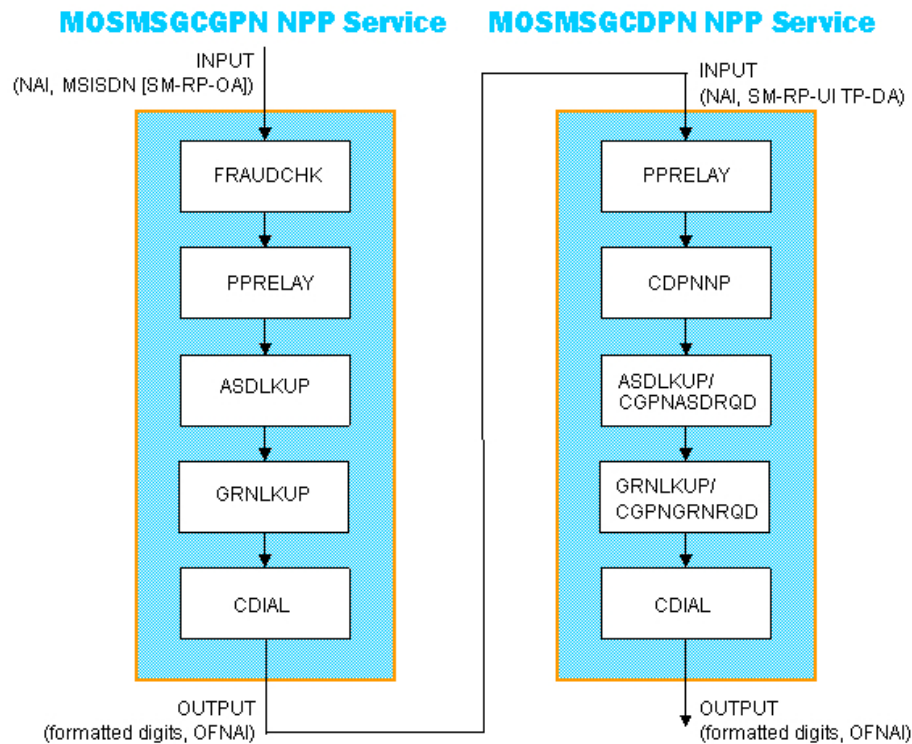 MOSMSGCGPN NPP Service
INPUT
(NAI, MSISDN [SM-RP-OA])
FRAUDCHK
PPRELAY
ASDLKUP
GRNLKUP
CDIAL
OUTPUT
(formatted digits, OFNAI)
MOSMSGCDPN NPP Service
INPUT
(NAI, SM-RP-UI TP-DA)
PPRELAY
CDPNNP
ASDLKUP/
CGPNASDRQD
GRNLKUP/
CGPNGRNRQD
CDIAL
OUTPUT
(formatted digits, OFNAI)